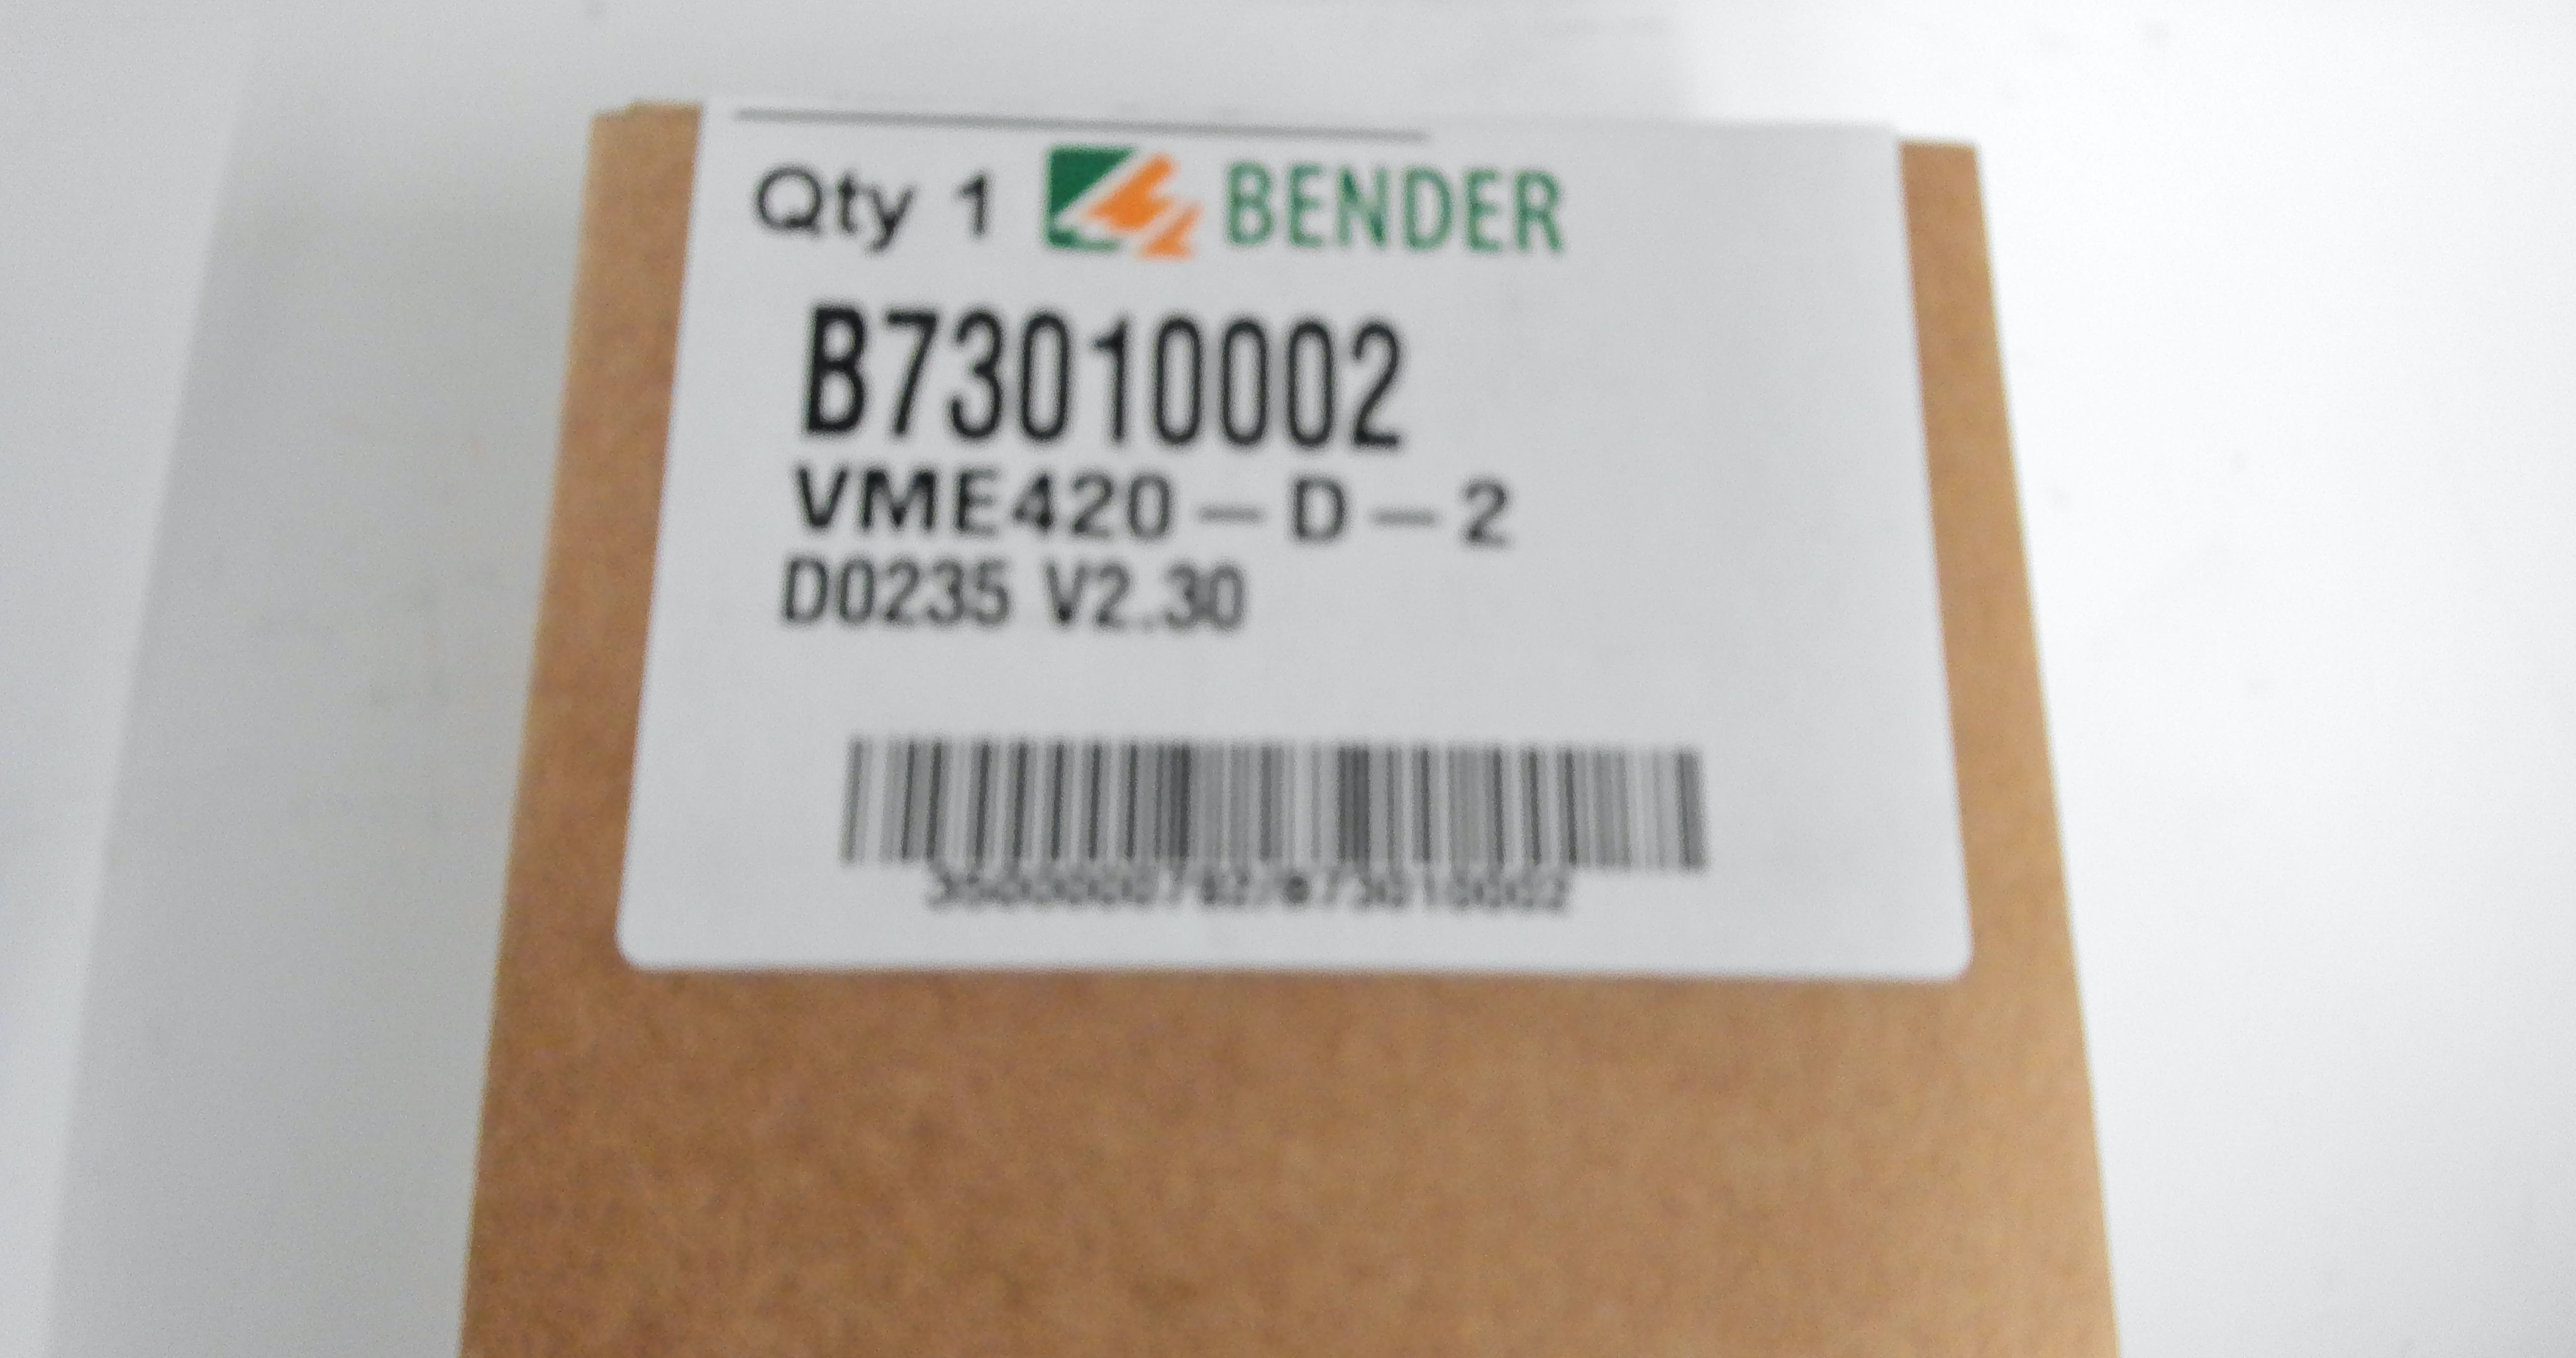 Qty 1 BENDER
B73010002
VME420-D-2
D0235 V2.30